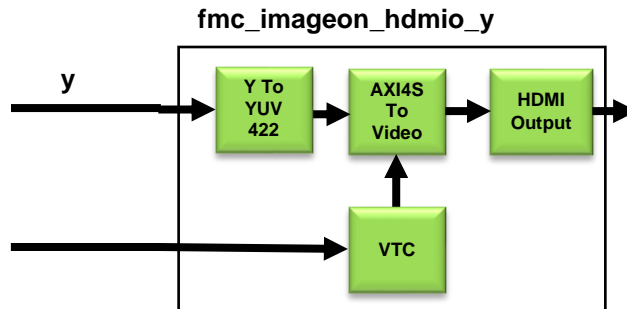 fmc_imageon_hdmio_y
y
Y To
YUV
422
AXI4S
To
Video
HDMI
Output
VTC